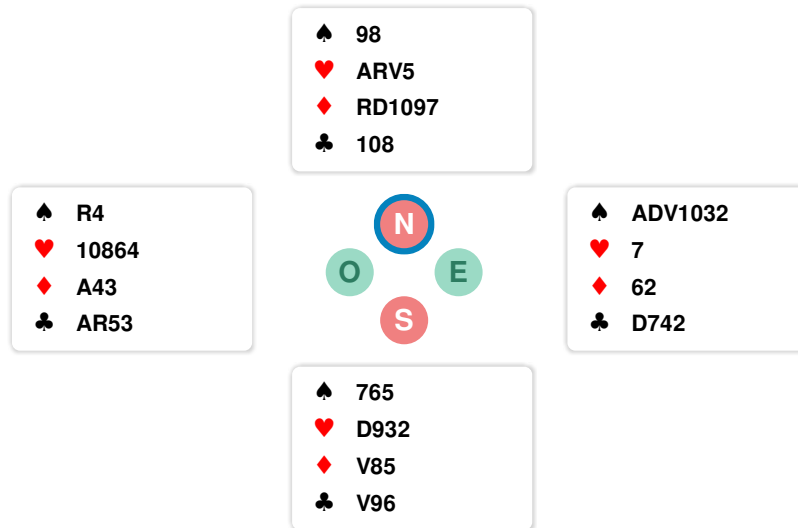 ♠ 98
♥ ARV5
♦ RD1097
♣ 108
♠ R4
♥ 10864
♦ A43
♣ AR53
N
O E
S
♠ ADV1032
♥ 7
♦ 62
♣ D742
♠ 765
♥ D932
♦ V85
♣ V96